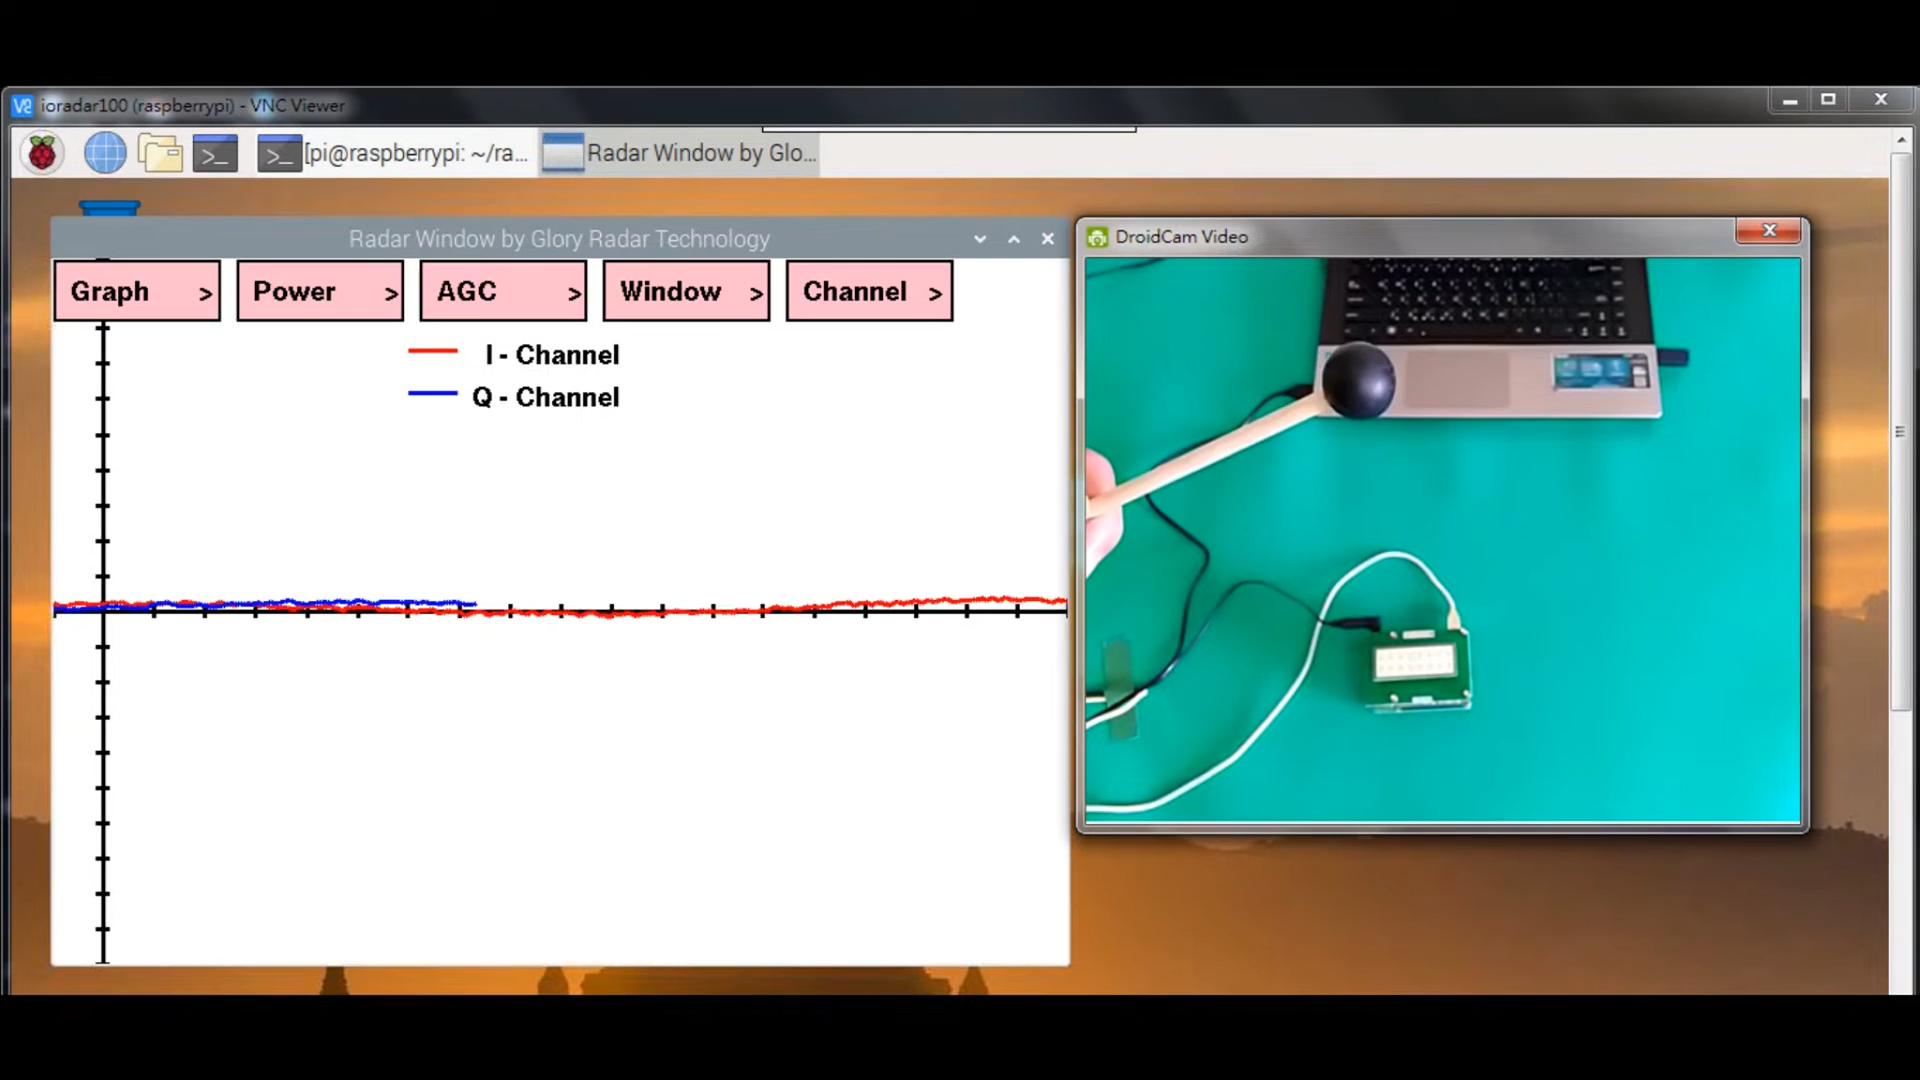 ioradar100 (raspberrypi) - VNC Viewer
[pi@raspberrypi: ~/ra...
Radar Window by Glo...
Radar Window by Glory Radar Technology
Graph >
Power >
AGC >
Window >
Channel >
I - Channel
Q - Channel
DroidCam Video